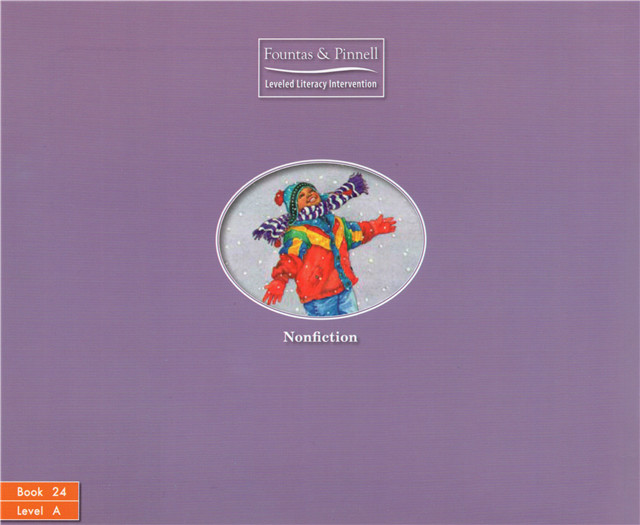 Fountas & Pinnell
Leveled Literacy Intervention
Nonfiction
Book 24
Level A